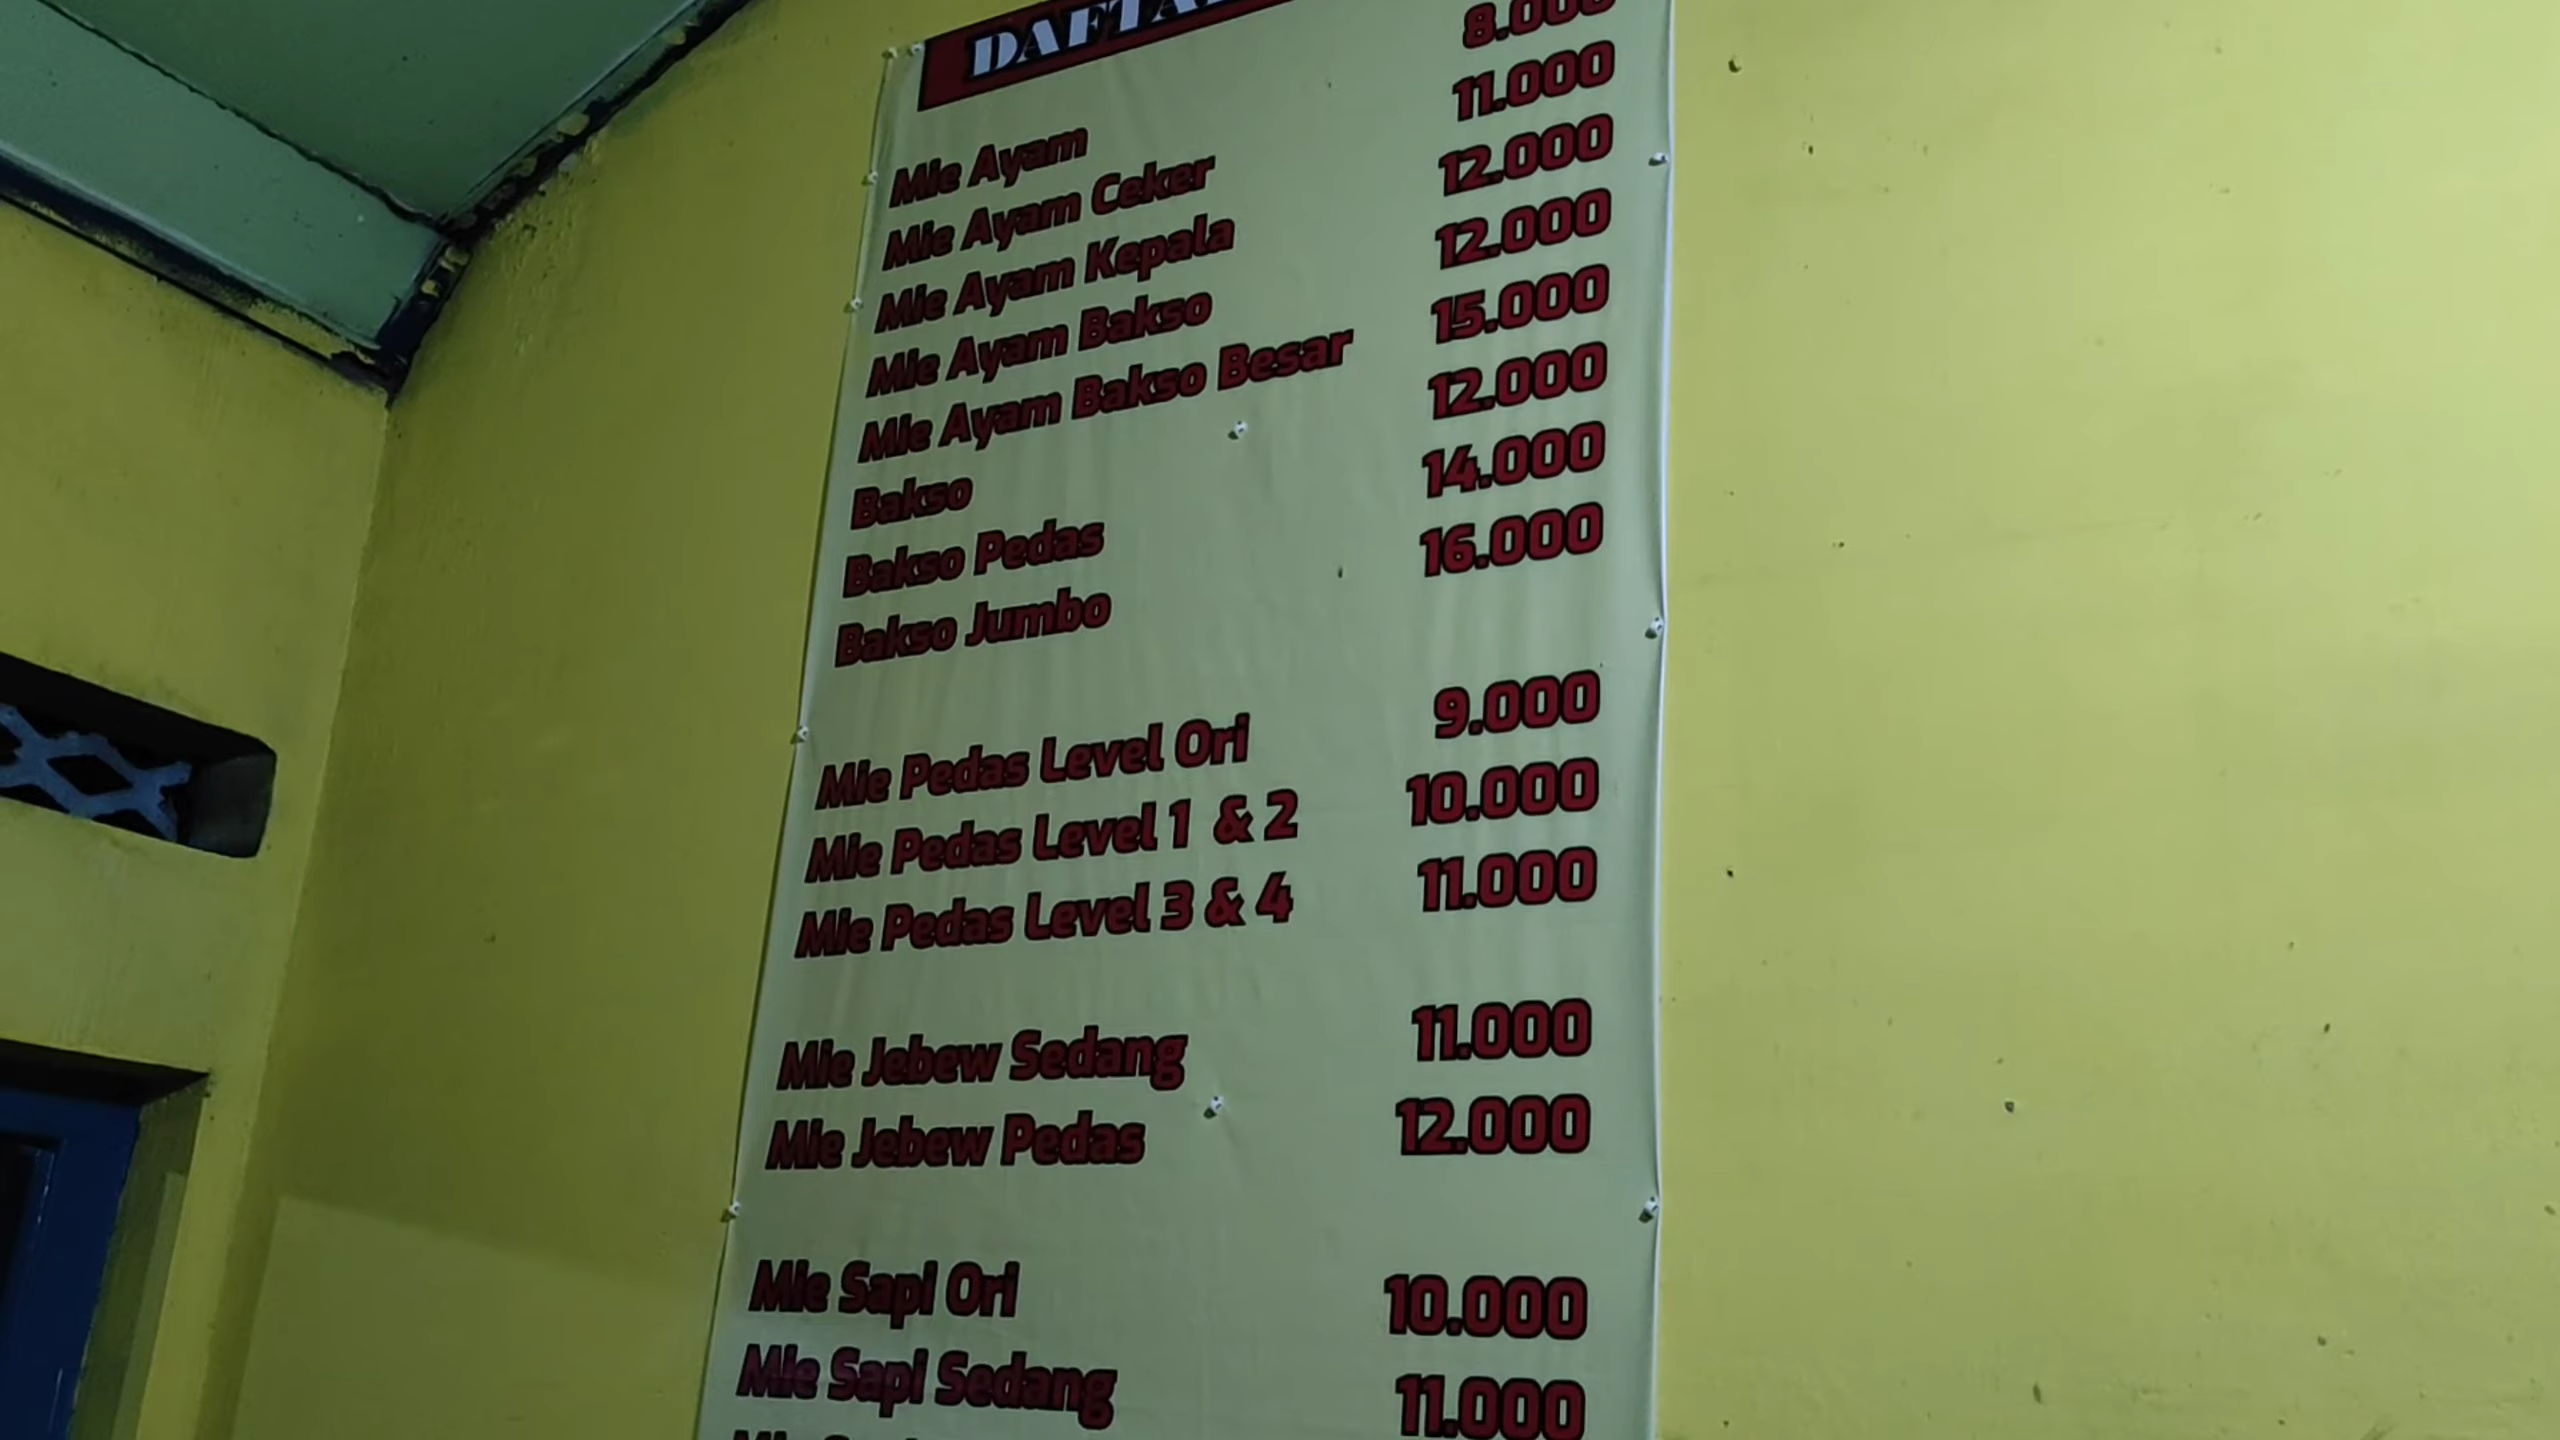 Mie Ayam 8.000
Mie Ayam Ceker 11.000
Mie Ayam Kepala 12.000
Mie Ayam Bakso 12.000
Mie Ayam Bakso Besar 15.000
Bakso 12.000
Bakso Pedas 14.000
Bakso Jumbo 16.000
Mie Pedas Level Ori 9.000
Mie Pedas Level 1 & 2 10.000
Mie Pedas Level 3 & 4 11.000
Mie Jebew Sedang 11.000
Mie Jebew Pedas 12.000
Mie Sapi Ori 10.000
Mie Sapi Sedang 11.000